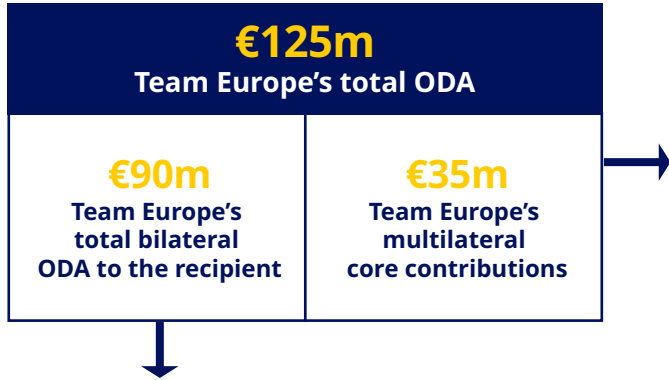 €125m
Team Europe's total ODA
€90m
Team Europe's
total bilateral
ODA to the recipient
€35m
Team Europe's
multilateral
core contributions